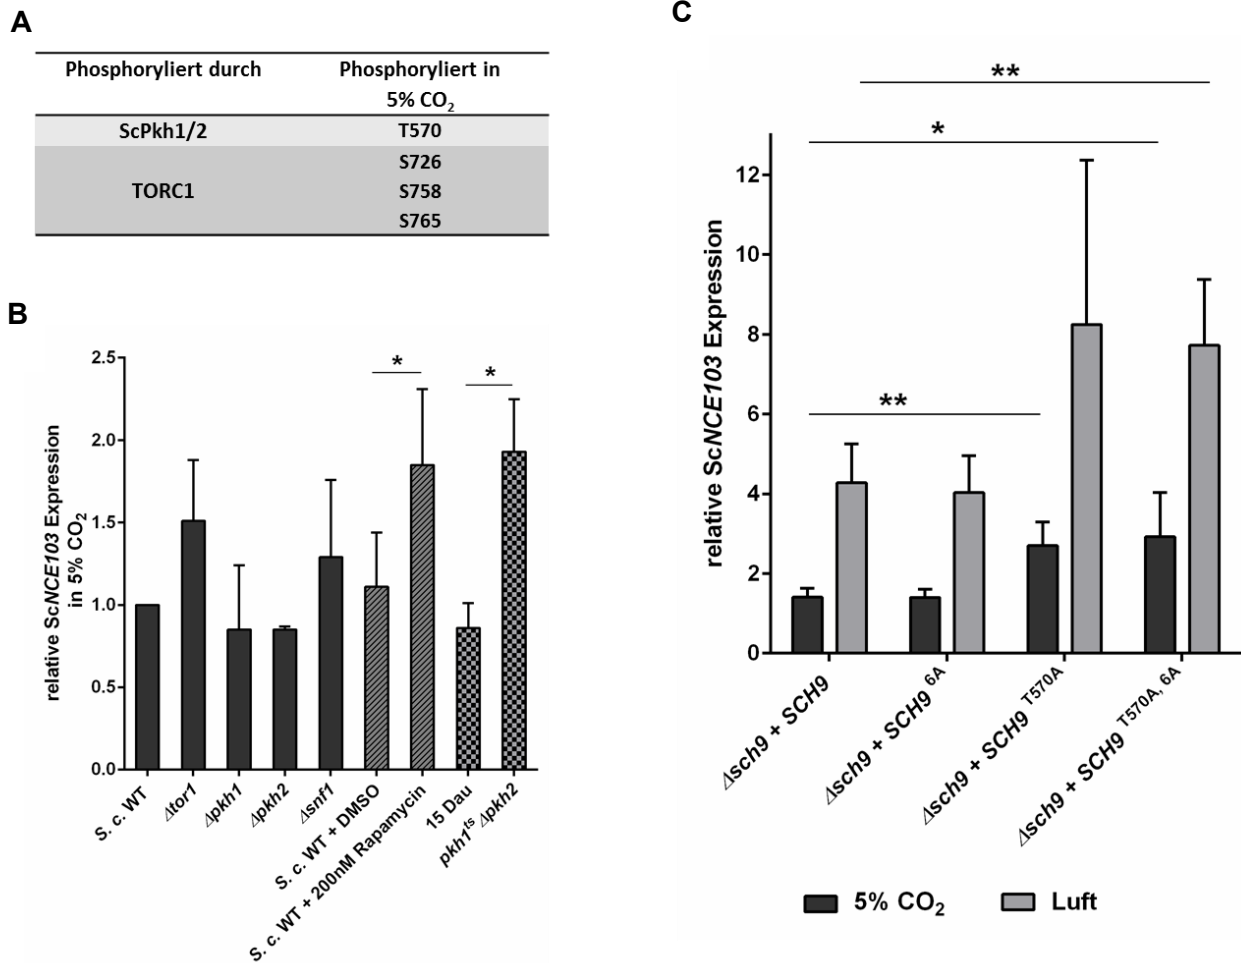 A
Phosphoryliert durch
Phosphoryliert in
5% CO₂
ScPkh1/2
T570
TORC1
S726
S758
S765
B
relative ScNCE103 Expression
in 5% CO₂
2.5
2.0
1.5
1.0
0.5
0.0
*
*
S. c. WT
Δtor1
Δpkh1
Δpkh2
Δsnf1
S. c. WT + DMSO
S. c. WT + 200nM Rapamycin
15 Dau
pkh1ᵗˢ Δpkh2
C
relative ScNCE103 Expression
12
10
8
6
4
2
0
**
*
**
Δsch9 + SCH9
Δsch9 + SCH9 6A
Δsch9 + SCH9 T570A
Δsch9 + SCH9 T570A, 6A
5% CO₂
Luft